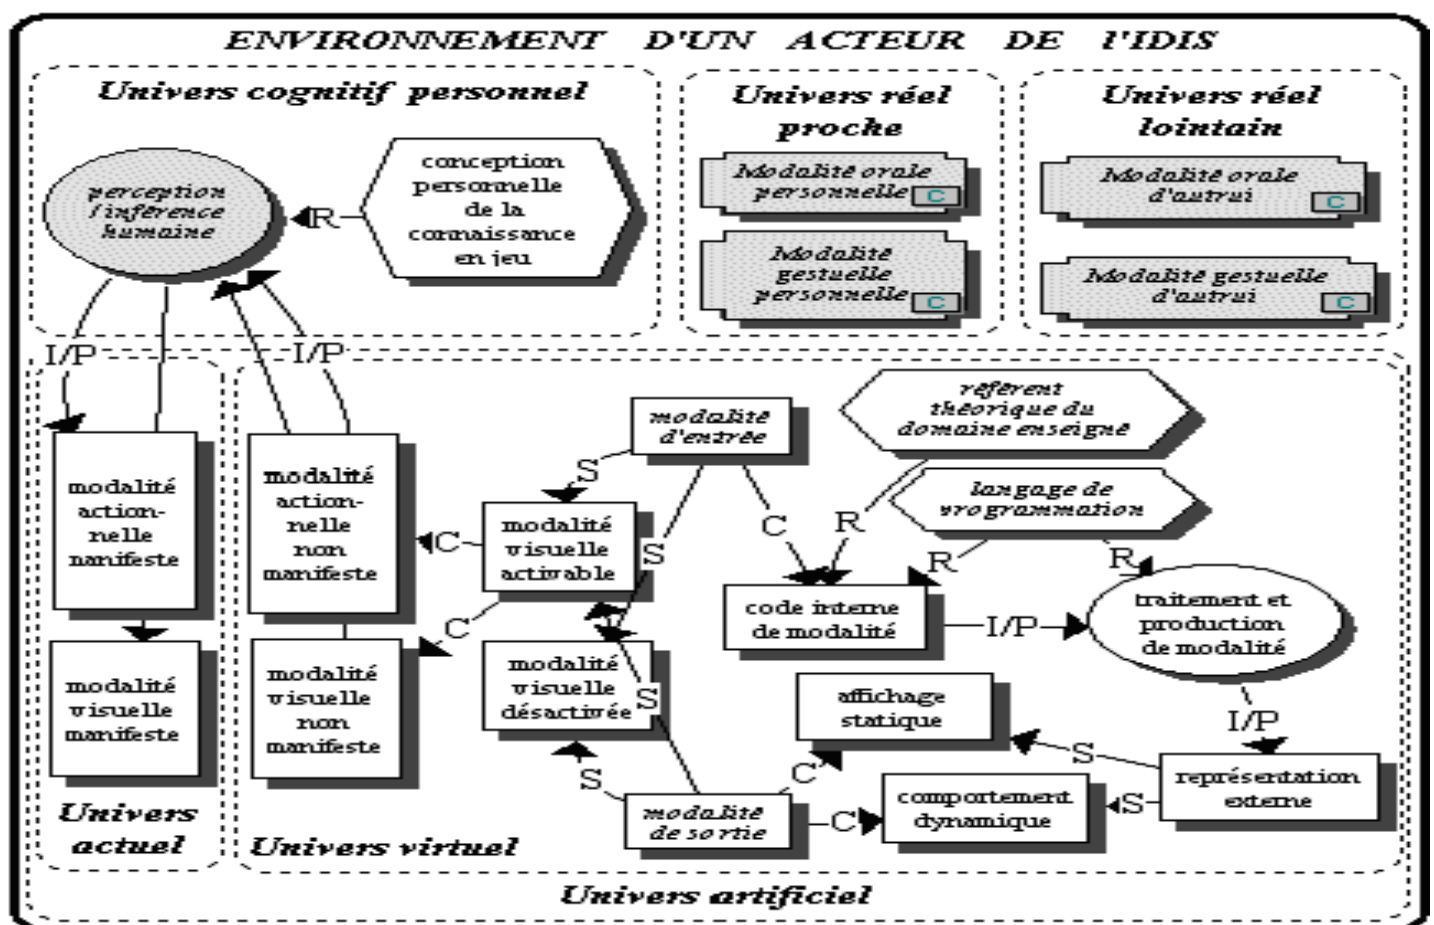 ENVIRONNEMENT D'UN ACTEUR DE l'IDIS
Univers cognitif personnel
perception
/ inférence
humaine
R
conception
personnelle
de la
connaissance
en jeu
Univers réel
proche
Modalité orale
personnelle
C
Modalité
gestuelle
personnelle
C
Univers réel
lointain
Modalité orale
d'autrui
C
Modalité gestuelle
d'autrui
C
I/P
I/P
modalité
action-
nelle
manifeste
modalité
visuelle
manifeste
Univers
actuel
modalité
action-
nelle
non
manifeste
modalité
visuelle
non
manifeste
C
C
modalité
d'entrée
S
S
C
modalité
visuelle
activable
modalité
visuelle
désactivée
S
S
modalité
de sortie
C
C
référent
théorique du
domaine enseigné
R
langage de
programmation
R
R
code interne
de modalité
I/P
traitement et
production
de modalité
I/P
affichage
statique
S
comportement
dynamique
S
représentation
externe
Univers virtuel
Univers artificiel